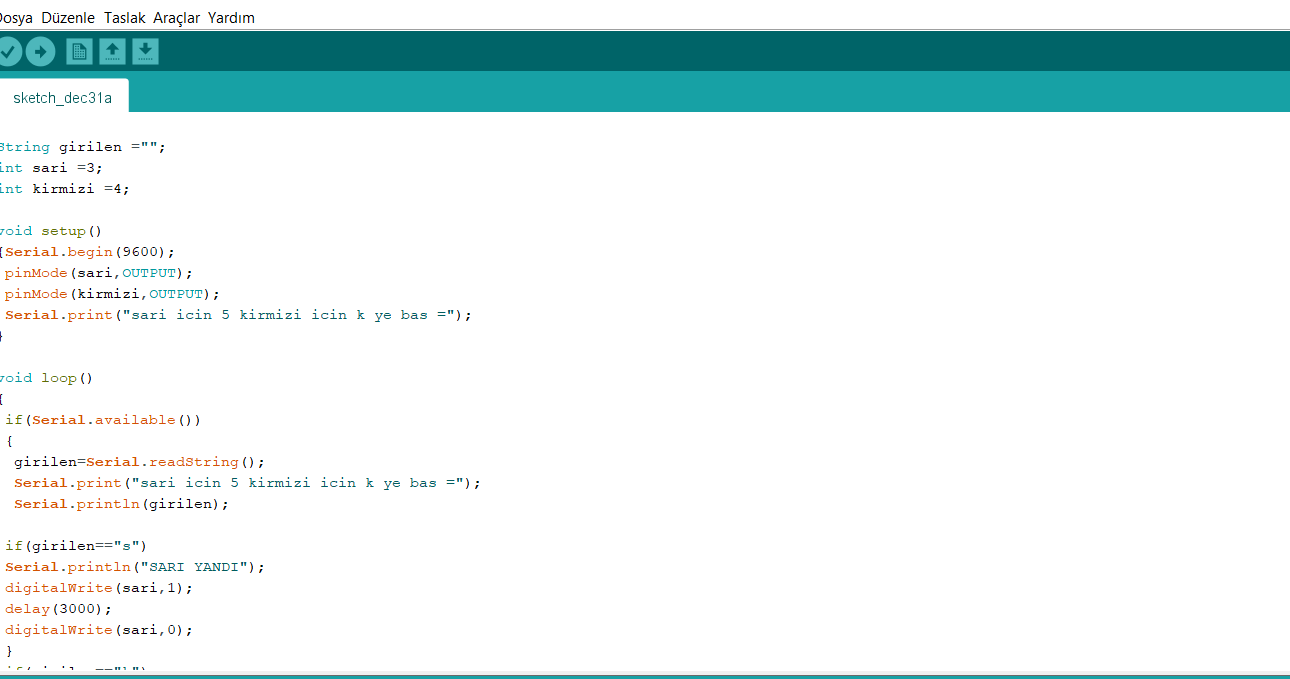 Dosya Düzenle Taslak Araçlar Yardım
sketch_dec31a
String girilen ="";
int sari =3;
int kirmizi =4;
void setup()
{Serial.begin(9600);
pinMode(sari,OUTPUT);
pinMode(kirmizi,OUTPUT);
Serial.print("sari icin 5 kirmizi icin k ye bas =");
}
void loop()
{
if(Serial.available())
{
girilen=Serial.readString();
Serial.print("sari icin 5 kirmizi icin k ye bas =");
Serial.println(girilen);
if(girilen=="s")
Serial.println("SARI YANDI");
digitalWrite(sari,1);
delay(3000);
digitalWrite(sari,0);
}